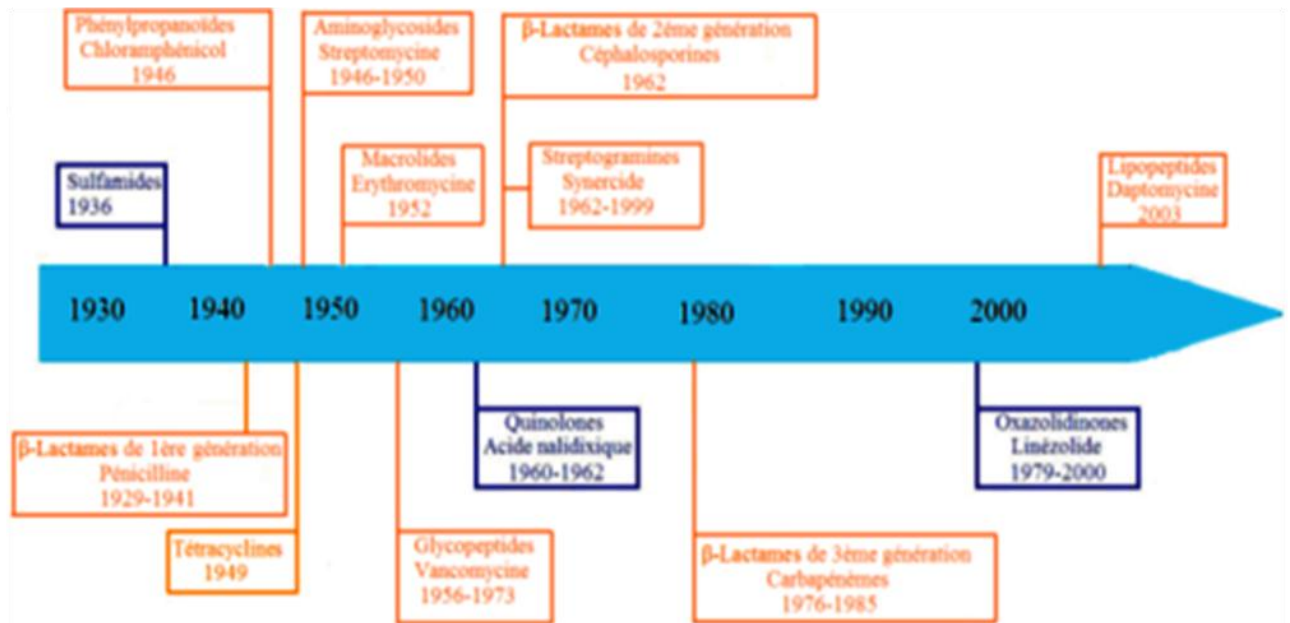 Phénylpropanoïdes
Chloramphénicol
1946
Aminoglycosides
Streptomycine
1946-1950
β-Lactames de 2éme génération
Céphalosporines
1962
Sulfamides
1936
Macrolides
Erythromycine
1952
Streptogramines
Synercide
1962-1999
Lipopeptides
Daptomycine
2003
1930 1940 1950 1960 1970 1980 1990 2000
β-Lactames de 1ère génération
Pénicilline
1929-1941
Tétracyclines
1949
Glycopeptides
Vancomycine
1956-1973
Quinolones
Acide nalidixique
1960-1962
β-Lactames de 3éme génération
Carbapénèmes
1976-1985
Oxazolidinones
Linézolide
1979-2000